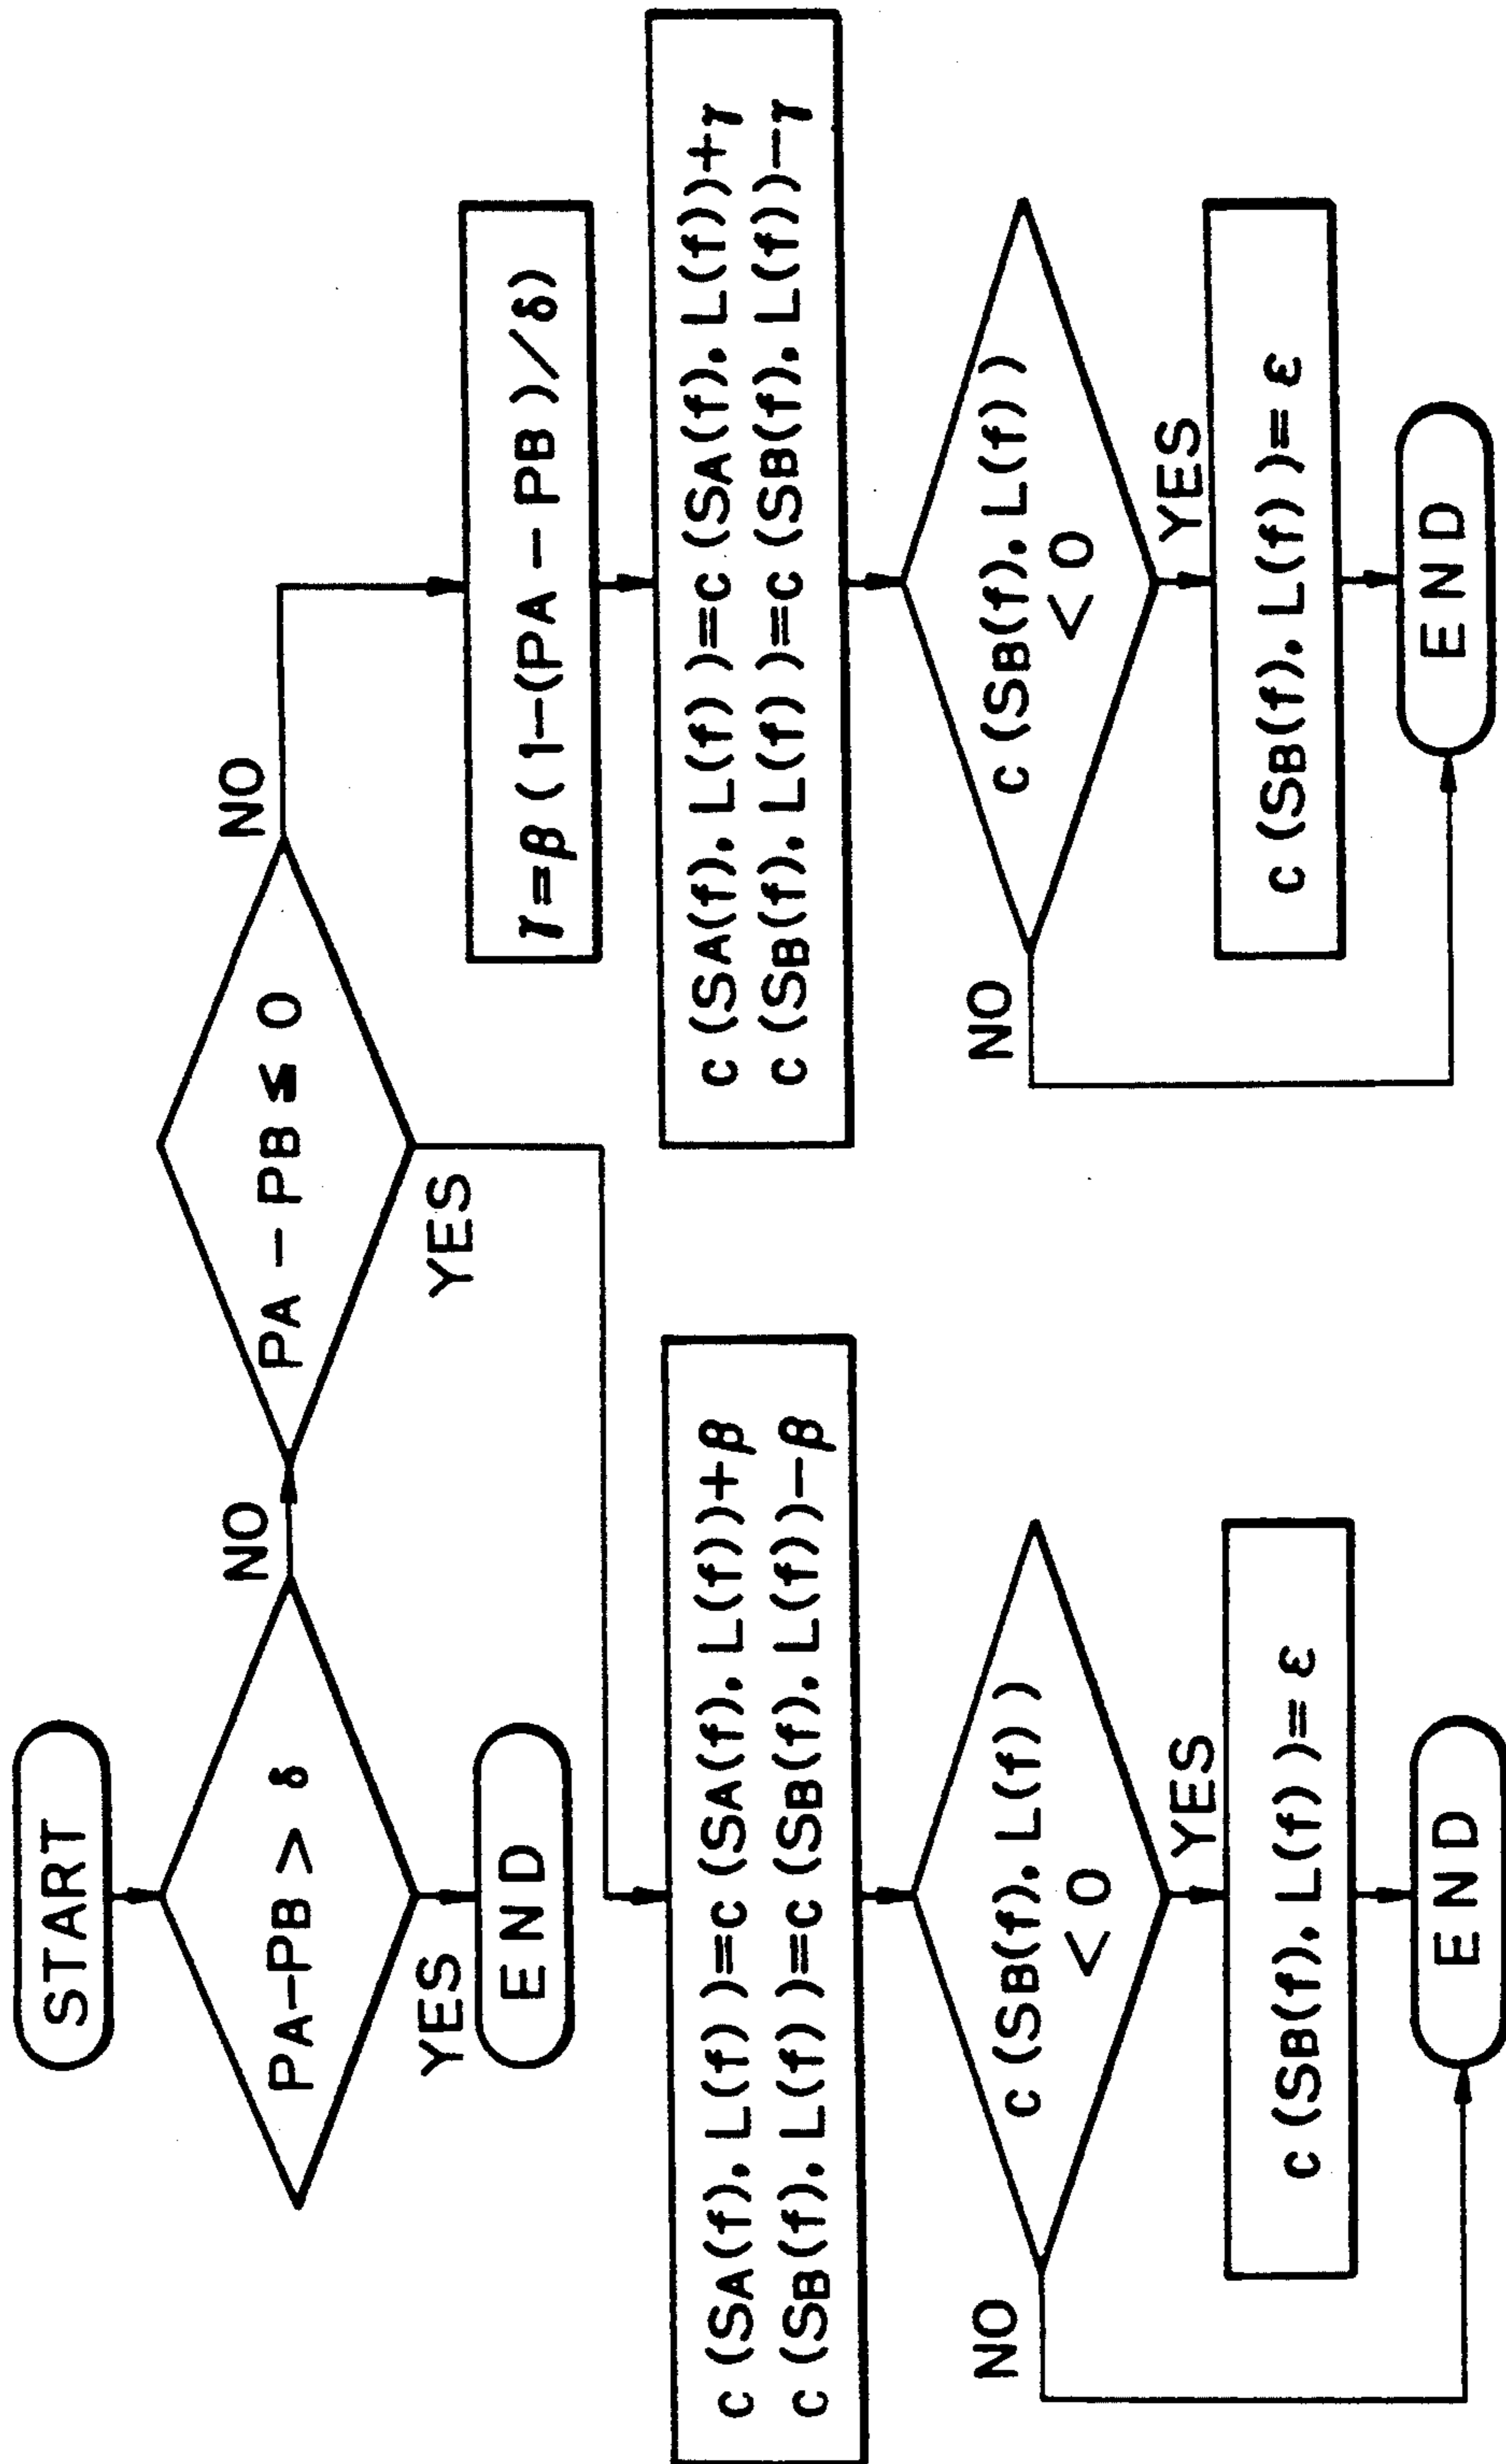 START
PA-PB > δ
NO
YES
END
PA - PB ≦ 0
NO
YES
γ=β (1-(PA - PB)/δ)
c (SA(f), L(f))=c (SA(f), L(f))+β
c (SB(f), L(f))=c (SB(f), L(f))-β
c (SB(f), L(f))
< 0
NO
YES
c (SB(f), L(f))= ε
END
c (SA(f), L(f))=c (SA(f), L(f))+γ
c (SB(f), L(f))=c (SB(f), L(f))-γ
c (SB(f), L(f))
< 0
NO
YES
c (SB(f), L(f))= ε
END